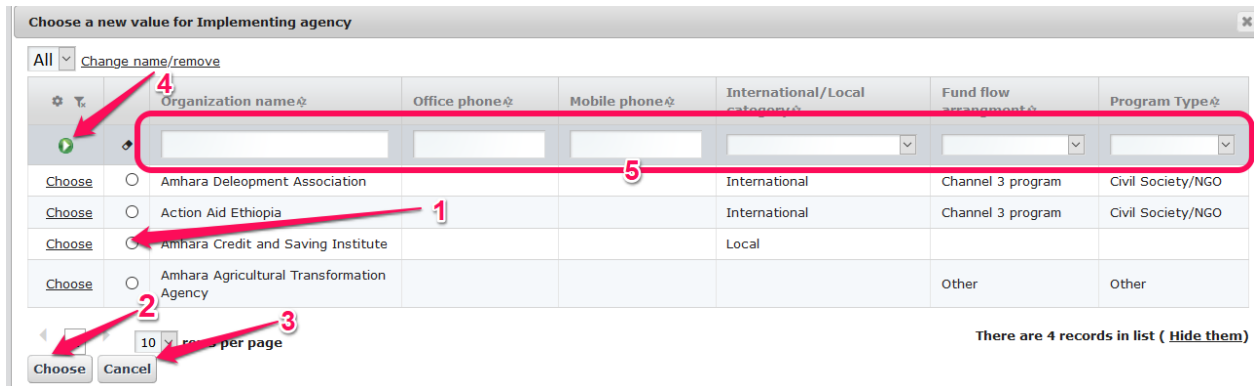 Choose a new value for Implementing agency
All Change name/remove
4
Organization name Office phone Mobile phone International/Local category Fund flow arrangment Program Type
5
Choose Amhara Deleopment Association International Channel 3 program Civil Society/NGO
Choose Action Aid Ethiopia International Channel 3 program Civil Society/NGO
1
Choose Amhara Credit and Saving Institute Local
Choose Amhara Agricultural Transformation Agency Other Other
2
3
10 rows per page There are 4 records in list ( Hide them)
Choose Cancel